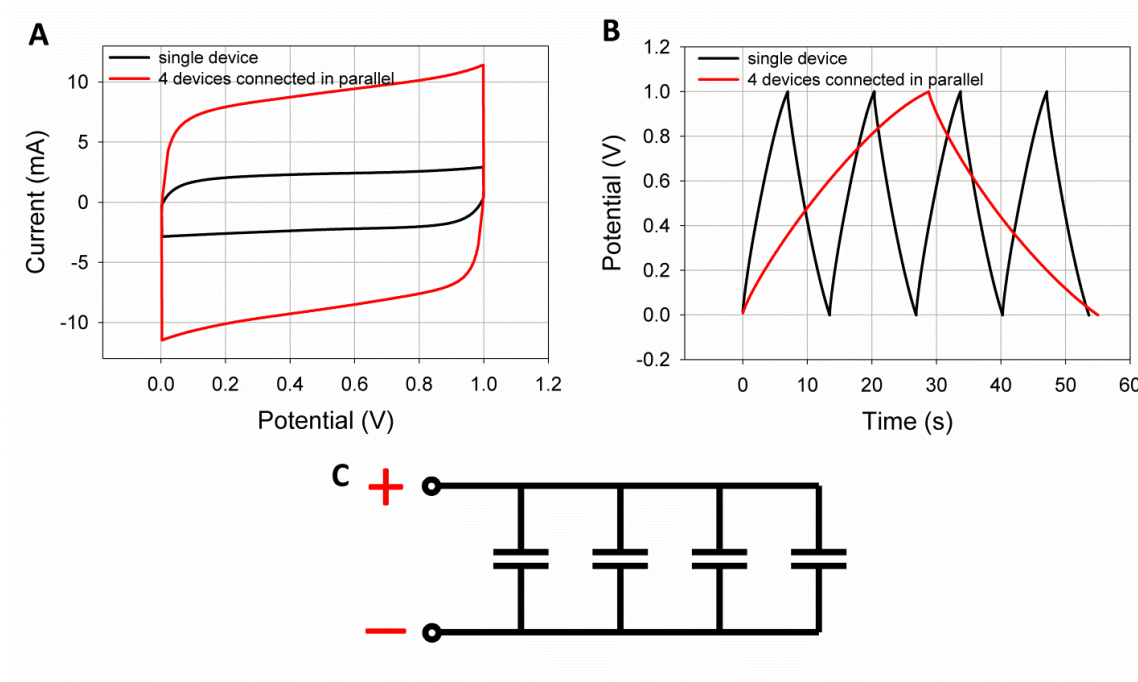 A
single device
4 devices connected in parallel
10
5
0
-5
-10
Current (mA)
0.0 0.2 0.4 0.6 0.8 1.0 1.2
Potential (V)
B
single device
4 devices connected in parallel
1.2
1.0
0.8
0.6
0.4
0.2
0.0
-0.2
Potential (V)
0 10 20 30 40 50 60
Time (s)
C
+
−